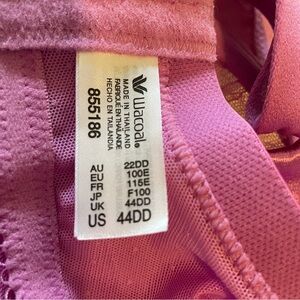 wacoal®
MADE IN THAILAND
FABRIQUÉ EN THAÏLANDE
HECHO EN TAILANDIA
855186
AU 22DD
EU 100E
FR 115E
JP F100
UK 44DD
US 44DD